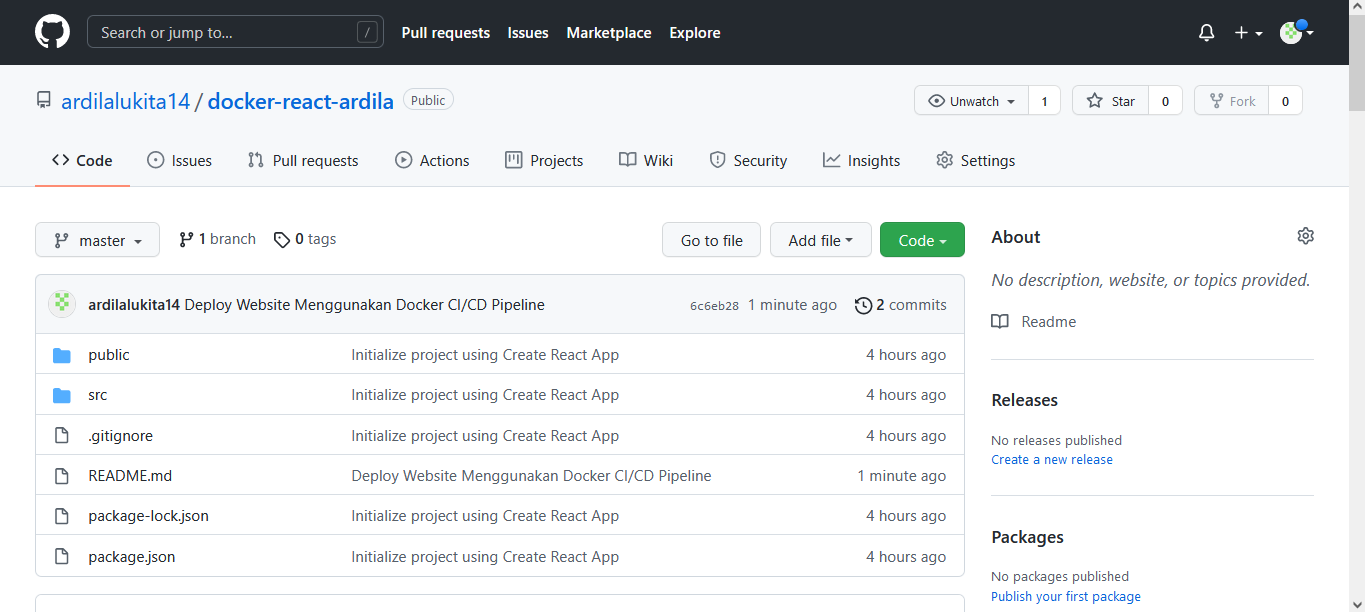 Search or jump to... /
Pull requests Issues Marketplace Explore
ardilalukita14 / docker-react-ardila Public
Unwatch 1 Star 0 Fork 0
Code Issues Pull requests Actions Projects Wiki Security Insights Settings
master 1 branch 0 tags Go to file Add file Code
ardilalukita14 Deploy Website Menggunakan Docker CI/CD Pipeline 6c6eb28 1 minute ago 2 commits
public Initialize project using Create React App 4 hours ago
src Initialize project using Create React App 4 hours ago
.gitignore Initialize project using Create React App 4 hours ago
README.md Deploy Website Menggunakan Docker CI/CD Pipeline 1 minute ago
package-lock.json Initialize project using Create React App 4 hours ago
package.json Initialize project using Create React App 4 hours ago
About
No description, website, or topics provided.
Readme
Releases
No releases published
Create a new release
Packages
No packages published
Publish your first package